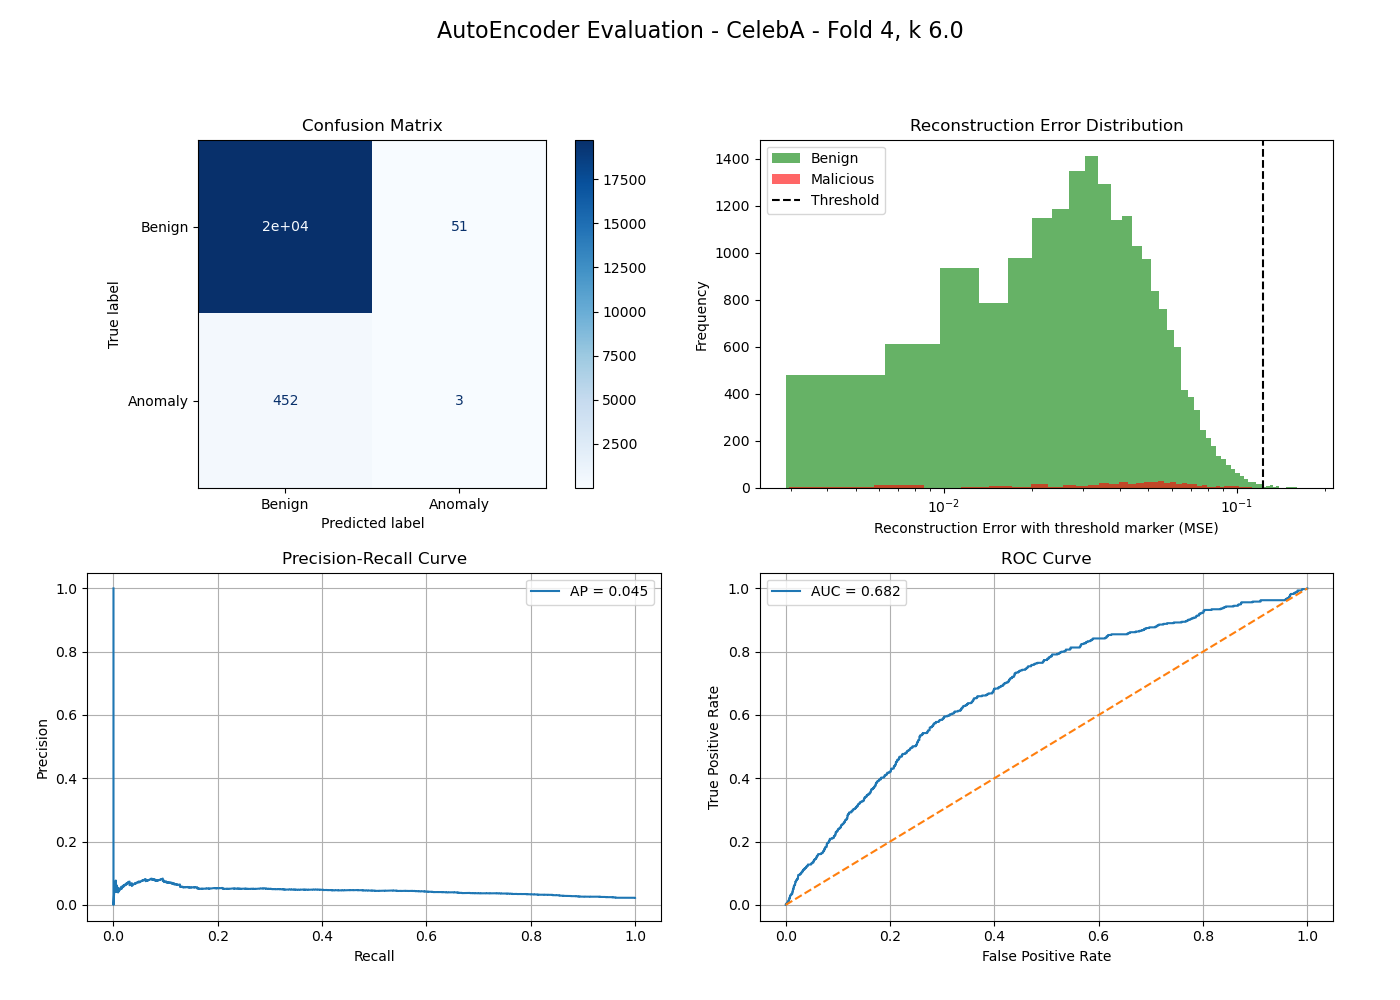 AutoEncoder Evaluation - CelebA - Fold 4, k 6.0
Confusion Matrix
True label
Benign
Anomaly
2e+04
51
452
3
Benign
Anomaly
Predicted label
17500
15000
12500
10000
7500
5000
2500
Reconstruction Error Distribution
Benign
Malicious
Threshold
Frequency
1400
1200
1000
800
600
400
200
0
10⁻²
10⁻¹
Reconstruction Error with threshold marker (MSE)
Precision-Recall Curve
AP = 0.045
Precision
1.0
0.8
0.6
0.4
0.2
0.0
0.0
0.2
0.4
0.6
0.8
1.0
Recall
ROC Curve
AUC = 0.682
True Positive Rate
1.0
0.8
0.6
0.4
0.2
0.0
0.0
0.2
0.4
0.6
0.8
1.0
False Positive Rate